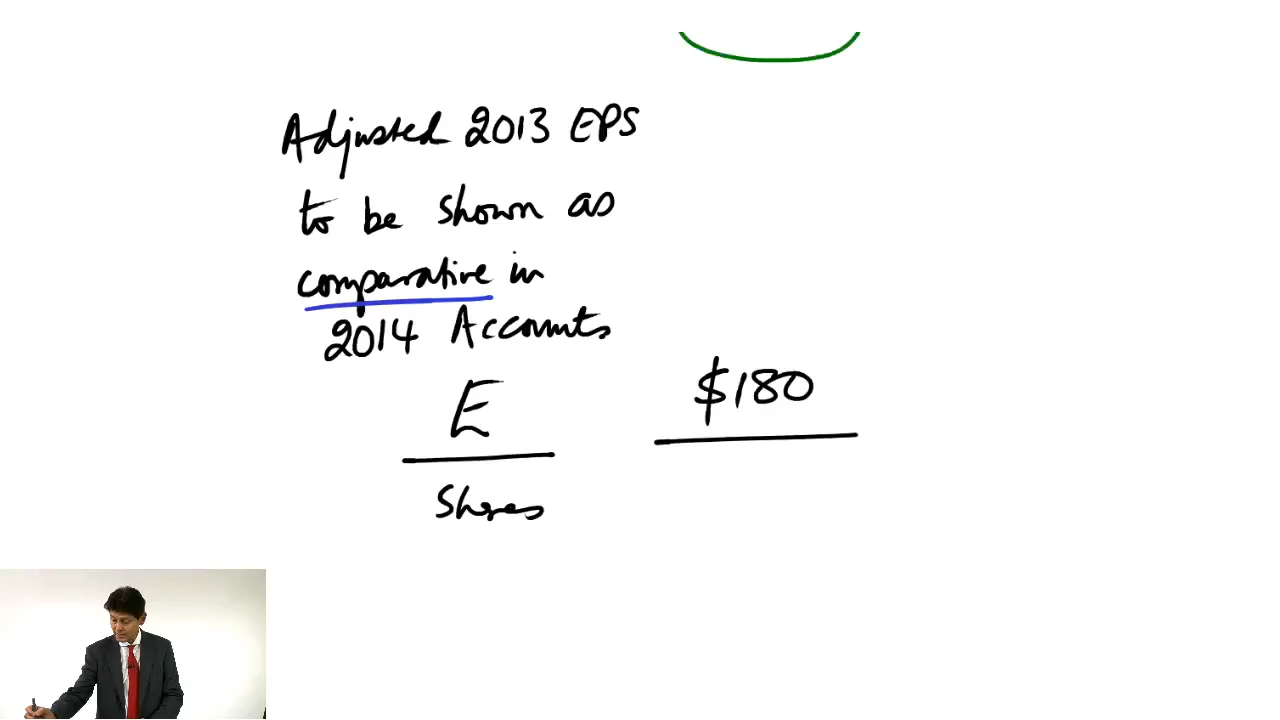 Adjusted 2013 EPS
to be shown as
comparative in
2014 Accounts
E $180
Shares